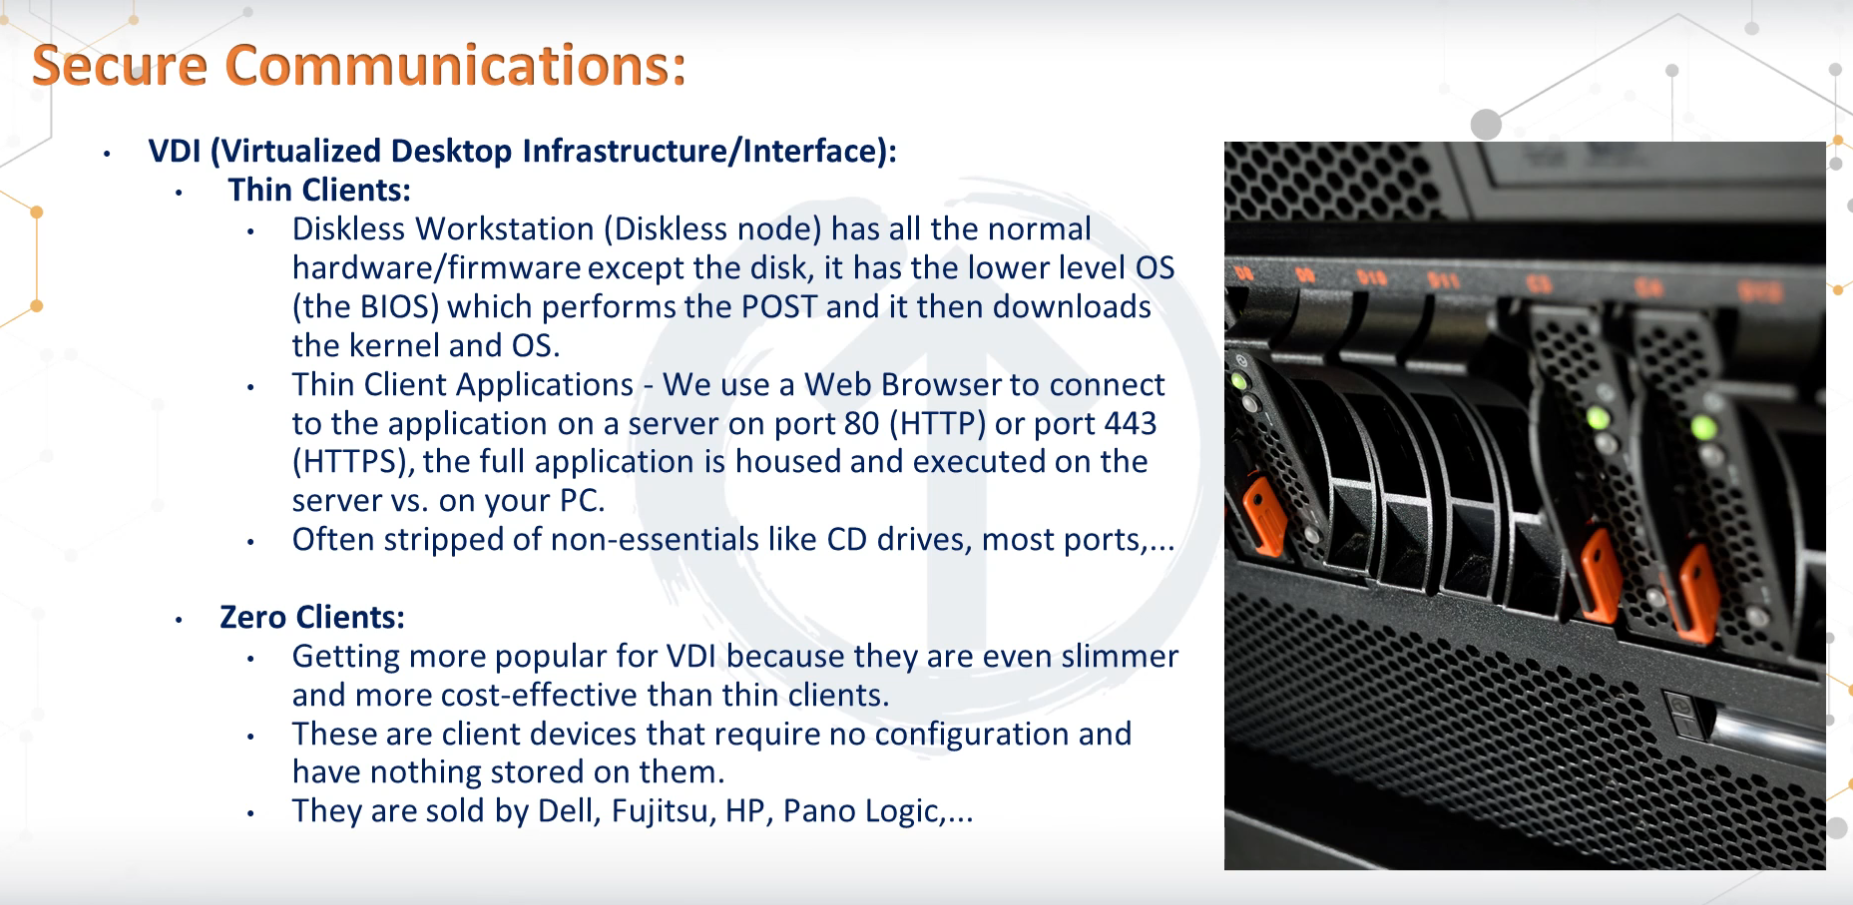 Secure Communications:
• VDI (Virtualized Desktop Infrastructure/Interface):
• Thin Clients:
• Diskless Workstation (Diskless node) has all the normal
hardware/firmware except the disk, it has the lower level OS
(the BIOS) which performs the POST and it then downloads
the kernel and OS.
• Thin Client Applications - We use a Web Browser to connect
to the application on a server on port 80 (HTTP) or port 443
(HTTPS), the full application is housed and executed on the
server vs. on your PC.
• Often stripped of non-essentials like CD drives, most ports,...
• Zero Clients:
• Getting more popular for VDI because they are even slimmer
and more cost-effective than thin clients.
• These are client devices that require no configuration and
have nothing stored on them.
• They are sold by Dell, Fujitsu, HP, Pano Logic,...
D10 D11